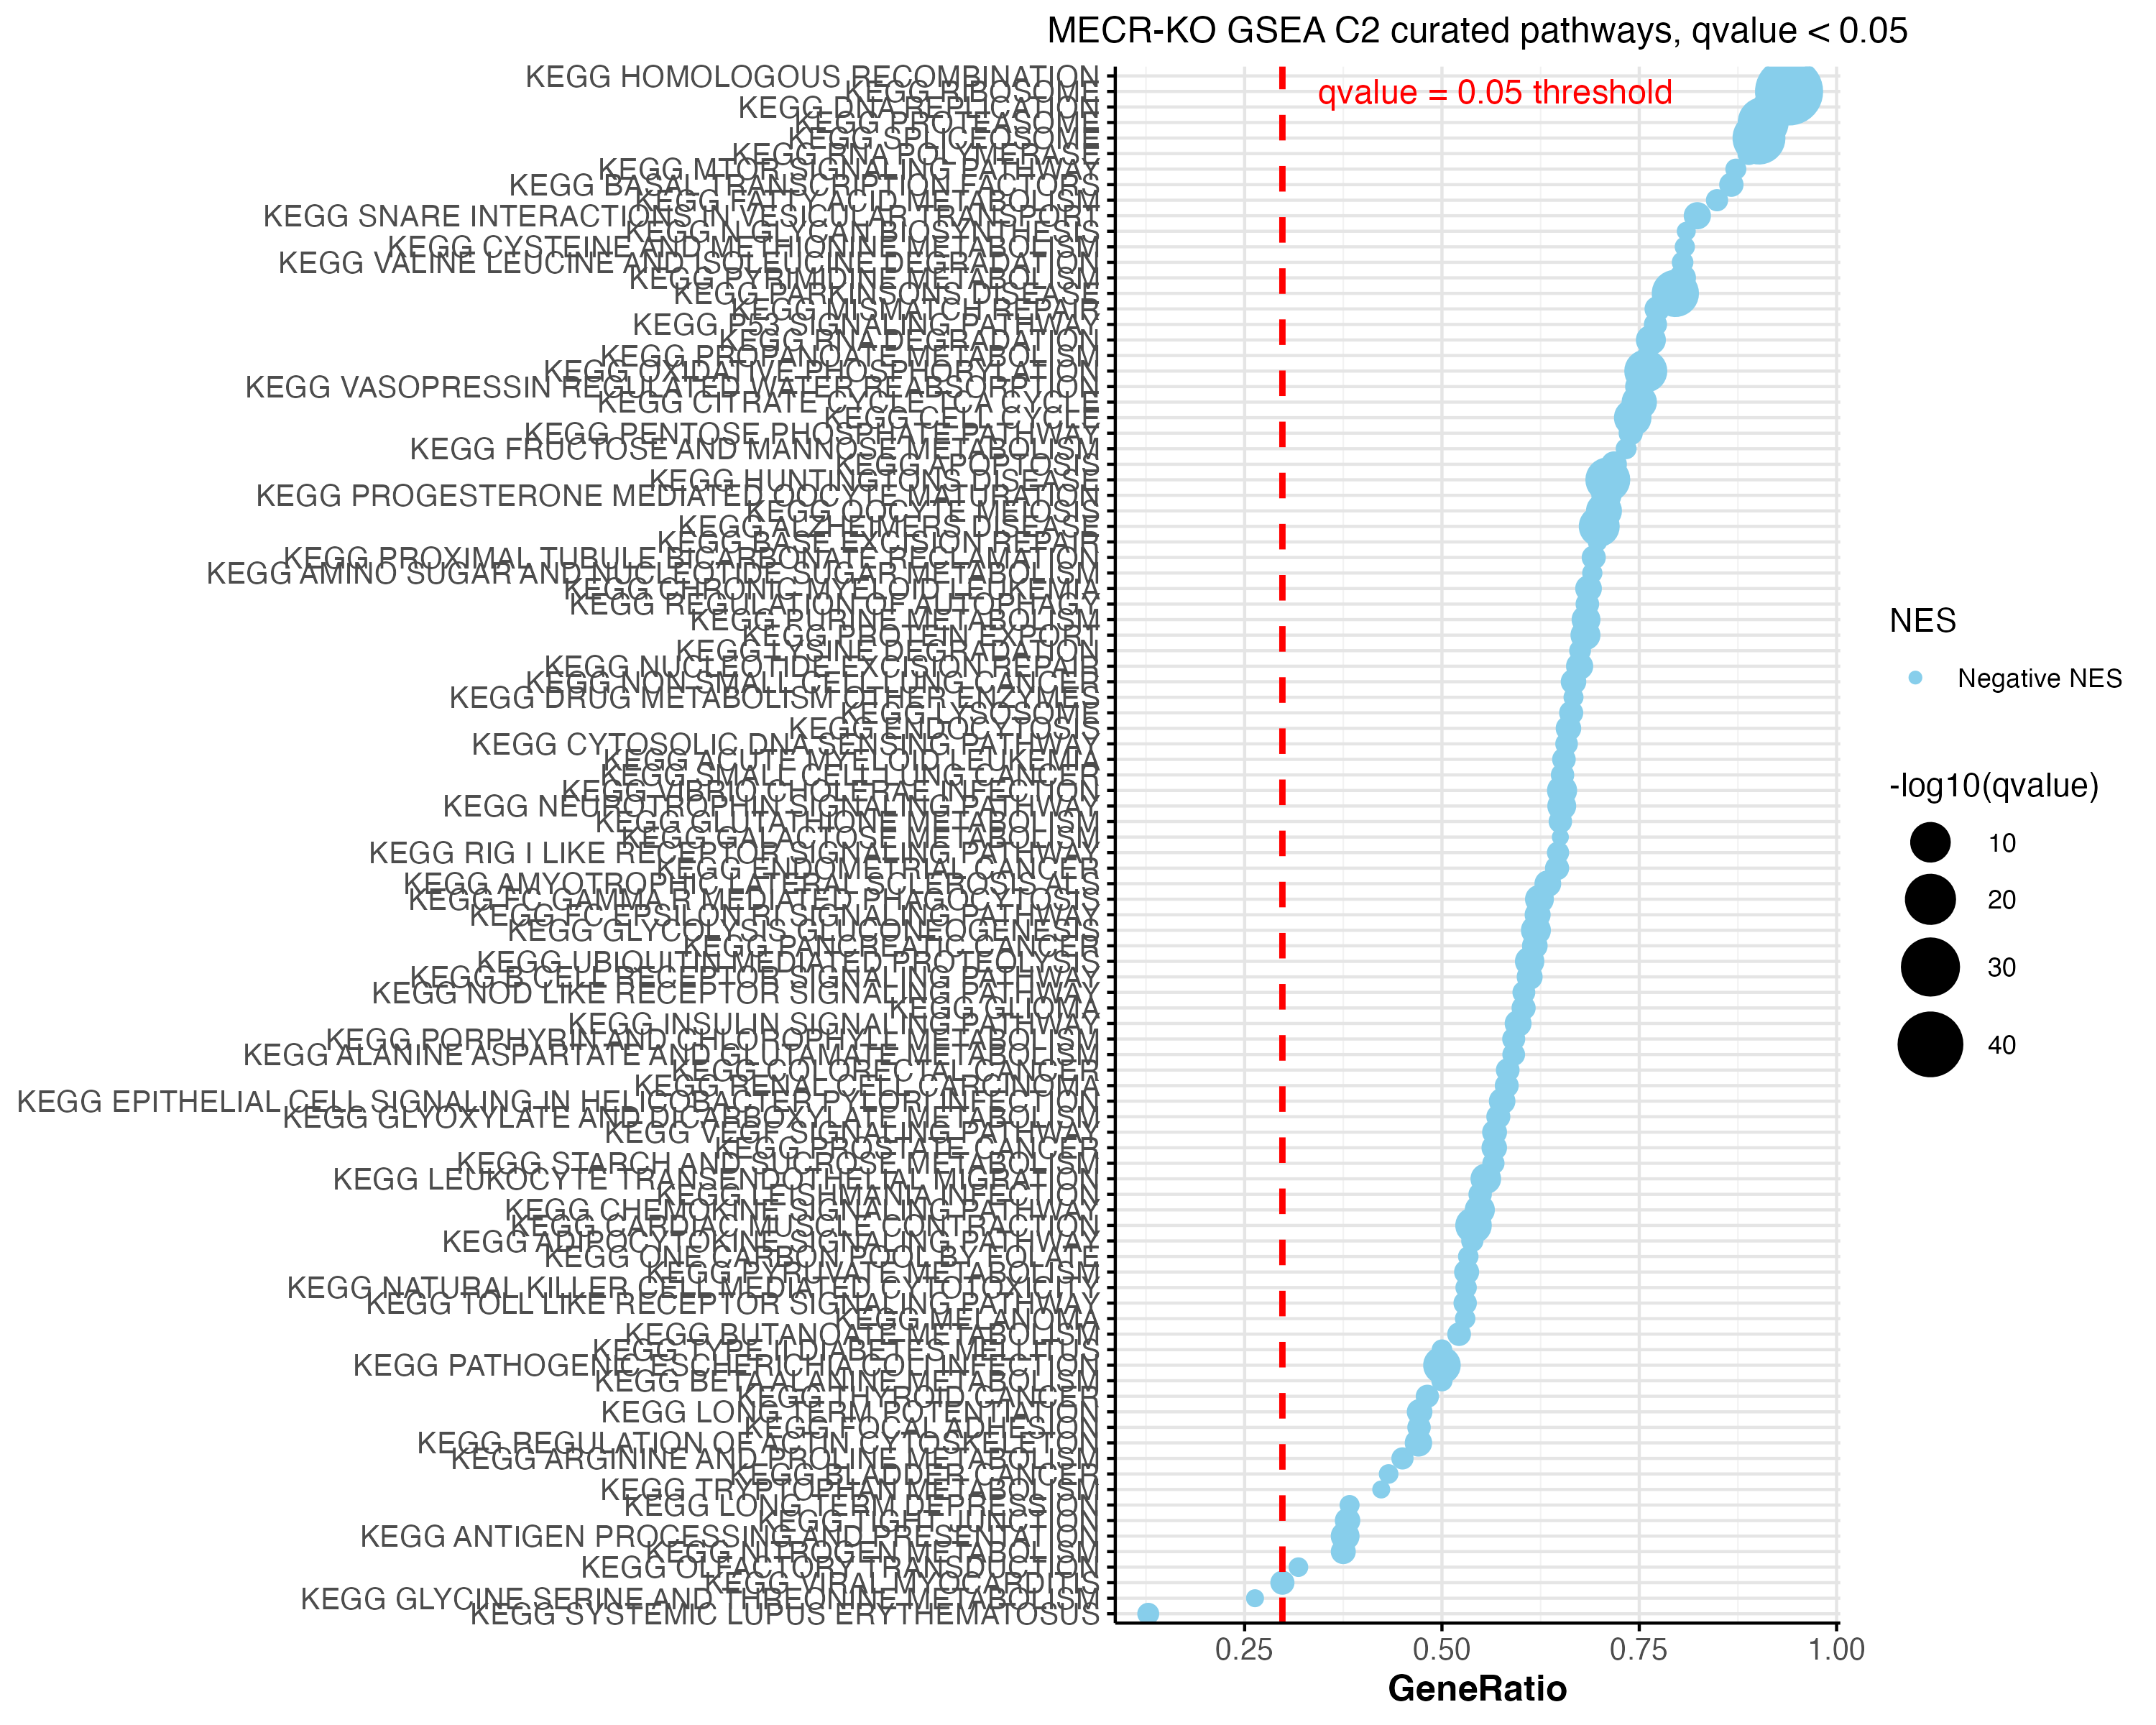 MECR-KO GSEA C2 curated pathways, qvalue < 0.05
qvalue = 0.05 threshold
KEGG HOMOLOGOUS RECOMBINATION
KEGG RIBOSOME
KEGG DNA REPLICATION
KEGG PROTEASOME
KEGG SPLICEOSOME
KEGG RNA POLYMERASE
KEGG MTOR SIGNALING PATHWAY
KEGG BASAL TRANSCRIPTION FACTORS
KEGG FATTY ACID METABOLISM
KEGG SNARE INTERACTIONS IN VESICULAR TRANSPORT
KEGG N GLYCAN BIOSYNTHESIS
KEGG CYSTEINE AND METHIONINE METABOLISM
KEGG VALINE LEUCINE AND ISOLEUCINE DEGRADATION
KEGG PYRIMIDINE METABOLISM
KEGG PARKINSONS DISEASE
KEGG MISMATCH REPAIR
KEGG P53 SIGNALING PATHWAY
KEGG RNA DEGRADATION
KEGG PROPANOATE METABOLISM
KEGG OXIDATIVE PHOSPHORYLATION
KEGG VASOPRESSIN REGULATED WATER REABSORPTION
KEGG CITRATE CYCLE TCA CYCLE
KEGG CELL CYCLE
KEGG PENTOSE PHOSPHATE PATHWAY
KEGG FRUCTOSE AND MANNOSE METABOLISM
KEGG APOPTOSIS
KEGG HUNTINGTONS DISEASE
KEGG PROGESTERONE MEDIATED OOCYTE MATURATION
KEGG OOCYTE MEIOSIS
KEGG ALZHEIMERS DISEASE
KEGG BASE EXCISION REPAIR
KEGG PROXIMAL TUBULE BICARBONATE RECLAMATION
KEGG AMINO SUGAR AND NUCLEOTIDE SUGAR METABOLISM
KEGG CHRONIC MYELOID LEUKEMIA
KEGG REGULATION OF AUTOPHAGY
KEGG PURINE METABOLISM
KEGG PROTEIN EXPORT
KEGG LYSINE DEGRADATION
KEGG NUCLEOTIDE EXCISION REPAIR
KEGG NON SMALL CELL LUNG CANCER
KEGG DRUG METABOLISM OTHER ENZYMES
KEGG LYSOSOME
KEGG ENDOCYTOSIS
KEGG CYTOSOLIC DNA SENSING PATHWAY
KEGG ACUTE MYELOID LEUKEMIA
KEGG SMALL CELL LUNG CANCER
KEGG VIBRIO CHOLERAE INFECTION
KEGG NEUROTROPHIN SIGNALING PATHWAY
KEGG GLUTATHIONE METABOLISM
KEGG GALACTOSE METABOLISM
KEGG RIG I LIKE RECEPTOR SIGNALING PATHWAY
KEGG ENDOMETRIAL CANCER
KEGG AMYOTROPHIC LATERAL SCLEROSIS ALS
KEGG FC GAMMA R MEDIATED PHAGOCYTOSIS
KEGG FC EPSILON RI SIGNALING PATHWAY
KEGG GLYCOLYSIS GLUCONEOGENESIS
KEGG PANCREATIC CANCER
KEGG UBIQUITIN MEDIATED PROTEOLYSIS
KEGG B CELL RECEPTOR SIGNALING PATHWAY
KEGG NOD LIKE RECEPTOR SIGNALING PATHWAY
KEGG GLIOMA
KEGG INSULIN SIGNALING PATHWAY
KEGG PORPHYRIN AND CHLOROPHYLL METABOLISM
KEGG ALANINE ASPARTATE AND GLUTAMATE METABOLISM
KEGG COLORECTAL CANCER
KEGG RENAL CELL CARCINOMA
KEGG EPITHELIAL CELL SIGNALING IN HELICOBACTER PYLORI INFECTION
KEGG GLYOXYLATE AND DICARBOXYLATE METABOLISM
KEGG VEGF SIGNALING PATHWAY
KEGG PROSTATE CANCER
KEGG STARCH AND SUCROSE METABOLISM
KEGG LEUKOCYTE TRANSENDOTHELIAL MIGRATION
KEGG LEISHMANIA INFECTION
KEGG CHEMOKINE SIGNALING PATHWAY
KEGG CARDIAC MUSCLE CONTRACTION
KEGG ADIPOCYTOKINE SIGNALING PATHWAY
KEGG ONE CARBON POOL BY FOLATE
KEGG PYRUVATE METABOLISM
KEGG NATURAL KILLER CELL MEDIATED CYTOTOXICITY
KEGG TOLL LIKE RECEPTOR SIGNALING PATHWAY
KEGG MELANOMA
KEGG BUTANOATE METABOLISM
KEGG TYPE II DIABETES MELLITUS
KEGG PATHOGENIC ESCHERICHIA COLI INFECTION
KEGG BETA ALANINE METABOLISM
KEGG THYROID CANCER
KEGG LONG TERM POTENTIATION
KEGG FOCAL ADHESION
KEGG REGULATION OF ACTIN CYTOSKELETON
KEGG ARGININE AND PROLINE METABOLISM
KEGG BLADDER CANCER
KEGG TRYPTOPHAN METABOLISM
KEGG LONG TERM DEPRESSION
KEGG TIGHT JUNCTION
KEGG ANTIGEN PROCESSING AND PRESENTATION
KEGG NITROGEN METABOLISM
KEGG OLFACTORY TRANSDUCTION
KEGG VIRAL MYOCARDITIS
KEGG GLYCINE SERINE AND THREONINE METABOLISM
KEGG SYSTEMIC LUPUS ERYTHEMATOSUS
0.25 0.50 0.75 1.00
GeneRatio
NES
Negative NES
-log10(qvalue)
10
20
30
40